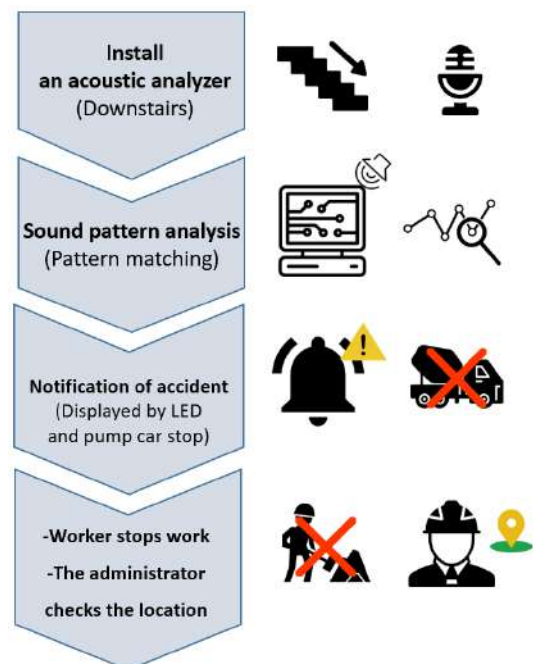 Install
an acoustic analyzer
(Downstairs)
Sound pattern analysis
(Pattern matching)
Notification of accident
(Displayed by LED
and pump car stop)
-Worker stops work
-The administrator
checks the location